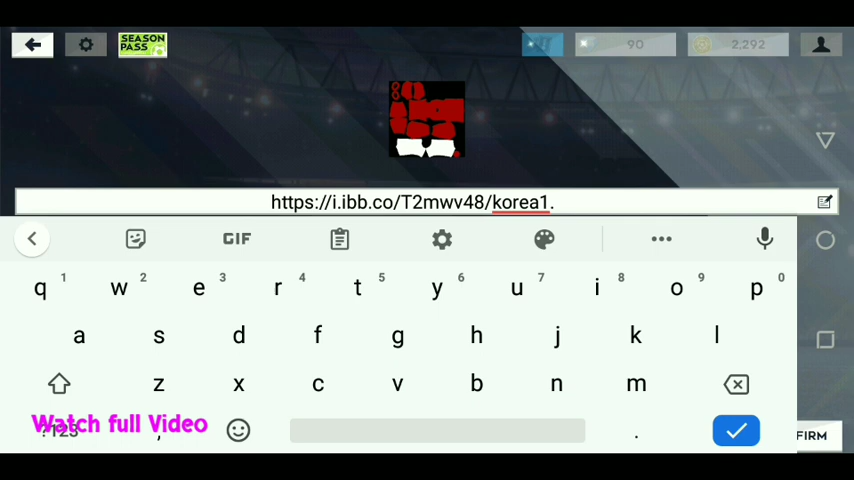 SEASON
PASS
90
2,292
https://i.ibb.co/T2mwv48/korea1.
GIF
q 1 w 2 e 3 r 4 t 5 y 6 u 7 i 8 o 9 p 0
a s d f g h j k l
z x c v b n m
Watch full Video
?123 , .
FIRM